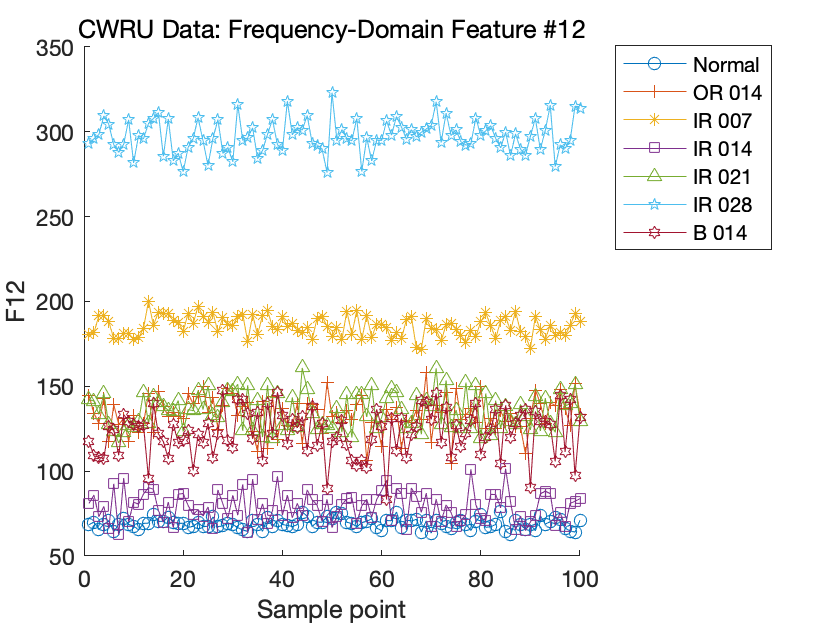 CWRU Data: Frequency-Domain Feature #12
350
300
250
200
150
100
50
0
20
40
60
80
100
F12
Sample point
Normal
OR 014
IR 007
IR 014
IR 021
IR 028
B 014